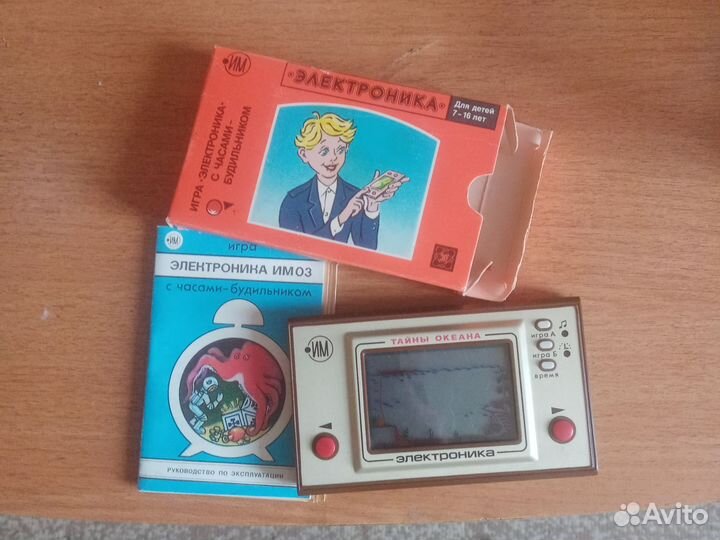 •ИМ
•ЭЛЕКТРОНИКА•
Для детей
7-16 лет
ИГРА •ЭЛЕКТРОНИКА•
С ЧАСАМИ-
БУДИЛЬНИКОМ
•ИМ
игра
ЭЛЕКТРОНИКА ИМ03
с часами-будильником
РУКОВОДСТВО ПО ЭКСПЛУАТАЦИИ
•ИМ
ТАЙНЫ ОКЕАНА
игра А
игра Б
время
электроника
Avito